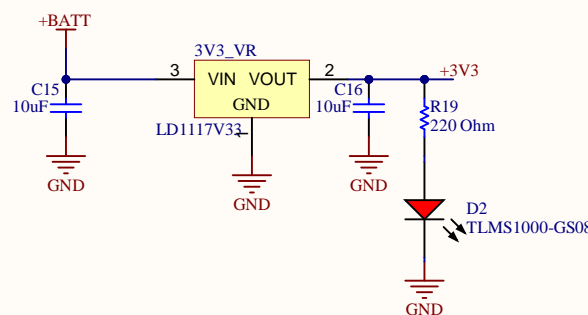 +BATT
3V3_VR
3
VIN VOUT
2
+3V3
GND
C15
10uF
C16
10uF
R19
220 Ohm
LD1117V33
1
GND
GND
GND
D2
TLMS1000-GS08
GND